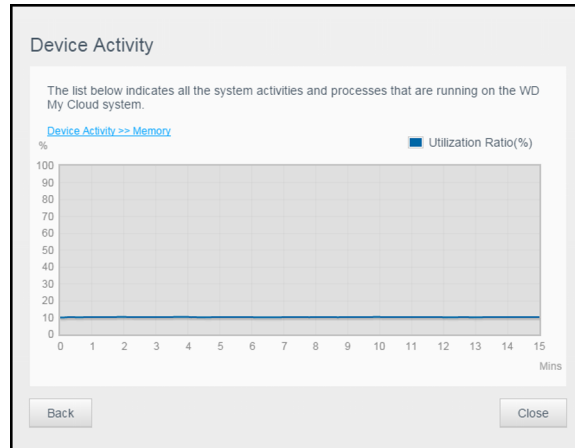 Device Activity
The list below indicates all the system activities and processes that are running on the WD
My Cloud system.
Device Activity >> Memory
%
Utilization Ratio(%)
100
90
80
70
60
50
40
30
20
10
0
0 1 2 3 4 5 6 7 8 9 10 11 12 13 14 15
Mins
Back Close